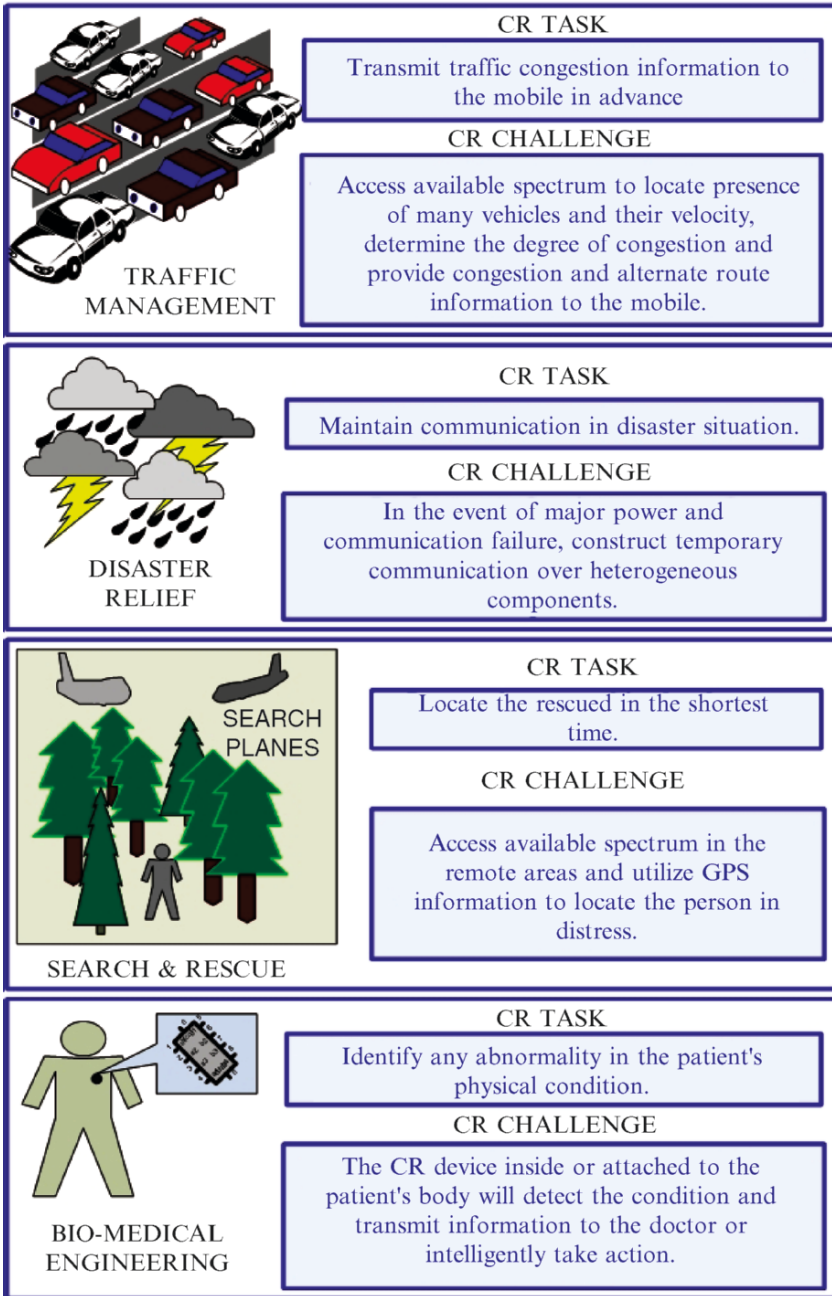 CR TASK
Transmit traffic congestion information to
the mobile in advance
CR CHALLENGE
Access available spectrum to locate presence
of many vehicles and their velocity,
determine the degree of congestion and
provide congestion and alternate route
information to the mobile.
TRAFFIC
MANAGEMENT
CR TASK
Maintain communication in disaster situation.
CR CHALLENGE
In the event of major power and
communication failure, construct temporary
communication over heterogeneous
components.
DISASTER
RELIEF
SEARCH
PLANES
CR TASK
Locate the rescued in the shortest
time.
CR CHALLENGE
Access available spectrum in the
remote areas and utilize GPS
information to locate the person in
distress.
SEARCH & RESCUE
CR TASK
Identify any abnormality in the patient's
physical condition.
CR CHALLENGE
The CR device inside or attached to the
patient's body will detect the condition and
transmit information to the doctor or
intelligently take action.
BIO-MEDICAL
ENGINEERING